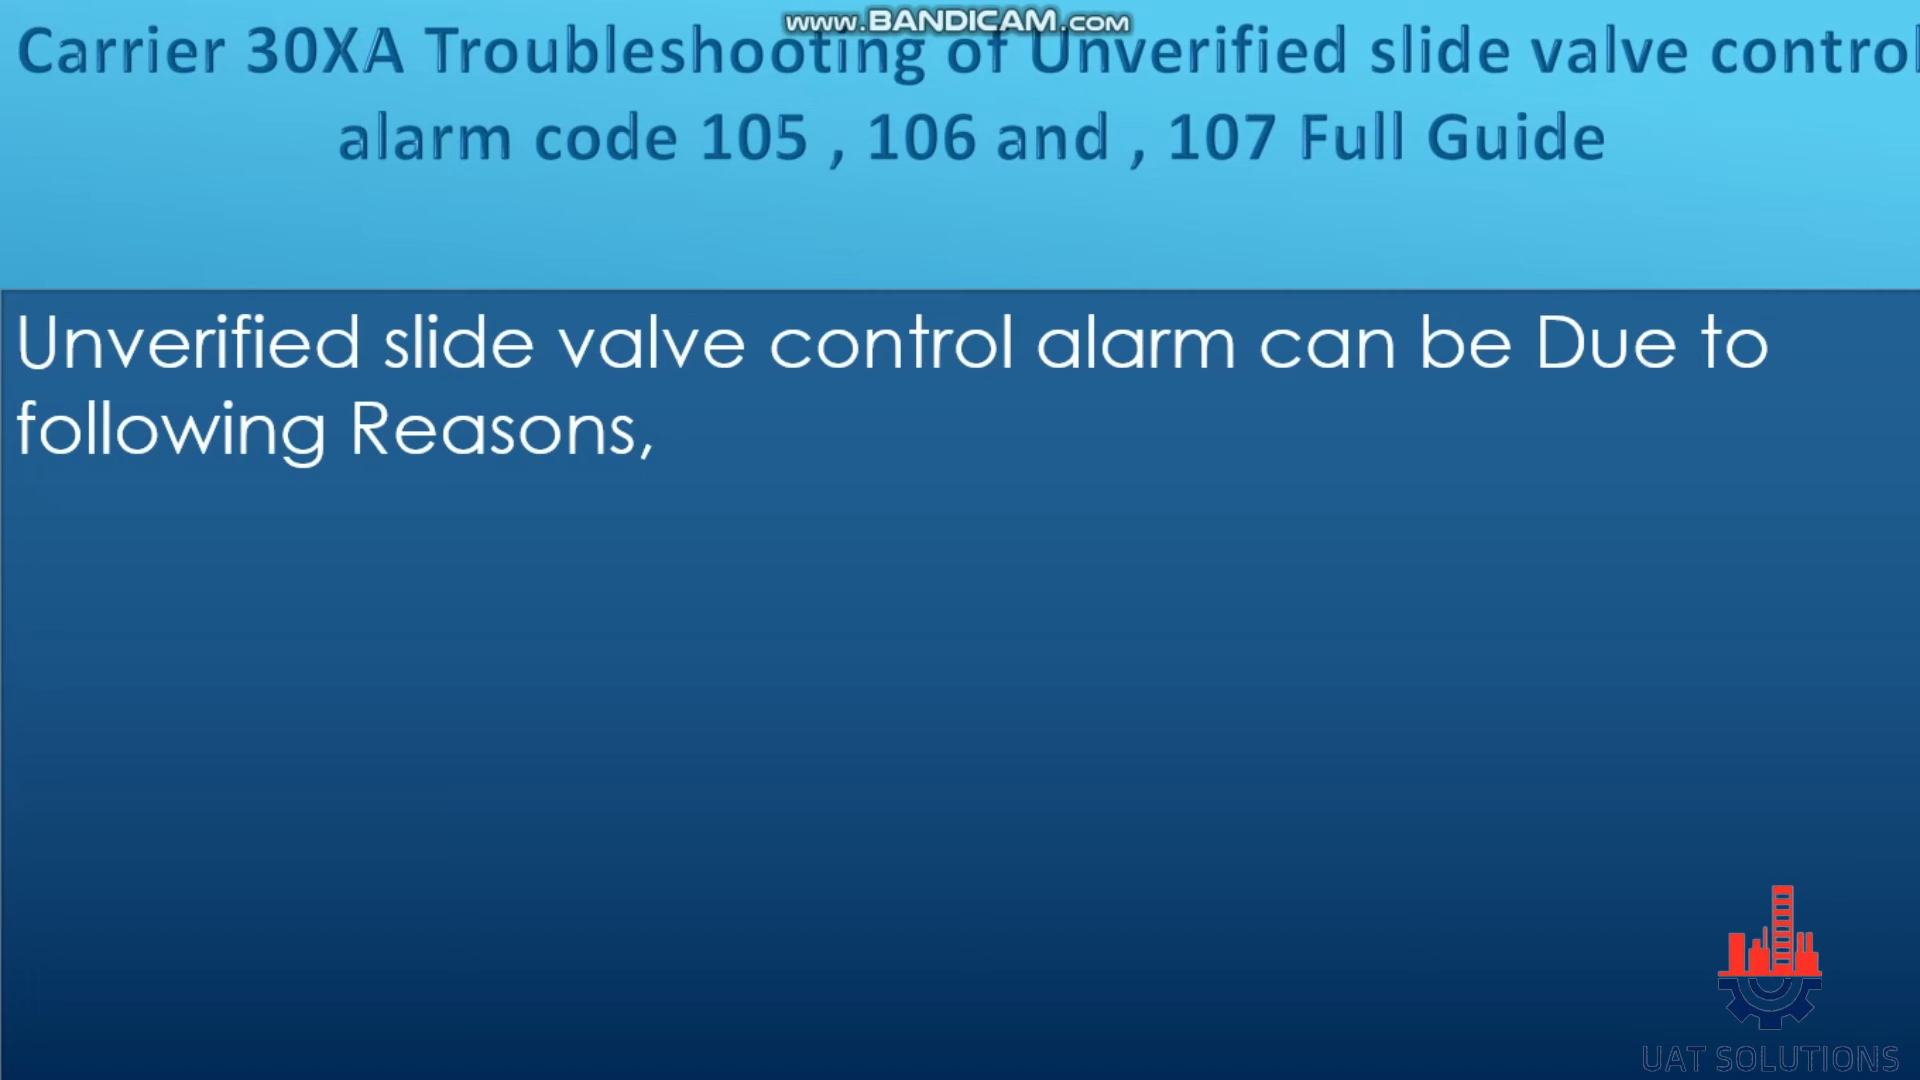 www.BANDICAM.com
Carrier 30XA Troubleshooting of Unverified slide valve control
alarm code 105 , 106 and , 107 Full Guide
Unverified slide valve control alarm can be Due to
following Reasons,
UAT SOLUTIONS